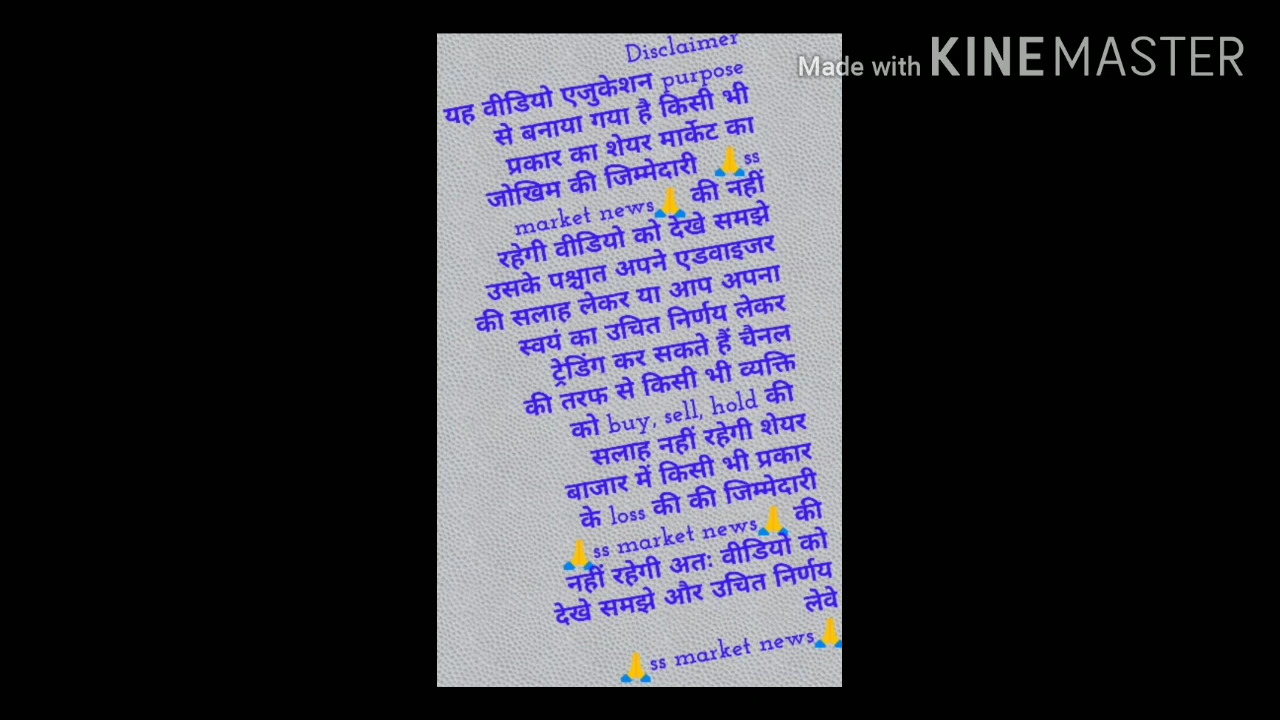 Disclaimer
Made with KINEMASTER
यह वीडियो एजुकेशन purpose
से बनाया गया है किसी भी
प्रकार का शेयर मार्केट का
जोखिम की जिम्मेदारी 🙏ss
market news🙏 की नहीं
रहेगी वीडियो को देखे समझे
उसके पश्चात अपने एडवाइजर
की सलाह लेकर या आप अपना
स्वयं का उचित निर्णय लेकर
ट्रेडिंग कर सकते हैं चैनल
की तरफ से किसी भी व्यक्ति
को buy, sell, hold की
सलाह नहीं रहेगी शेयर
बाजार में किसी भी प्रकार
के loss की की जिम्मेदारी
🙏ss market news🙏 की
नहीं रहेगी अतः वीडियो को
देखे समझे और उचित निर्णय
लेवे
🙏ss market news🙏